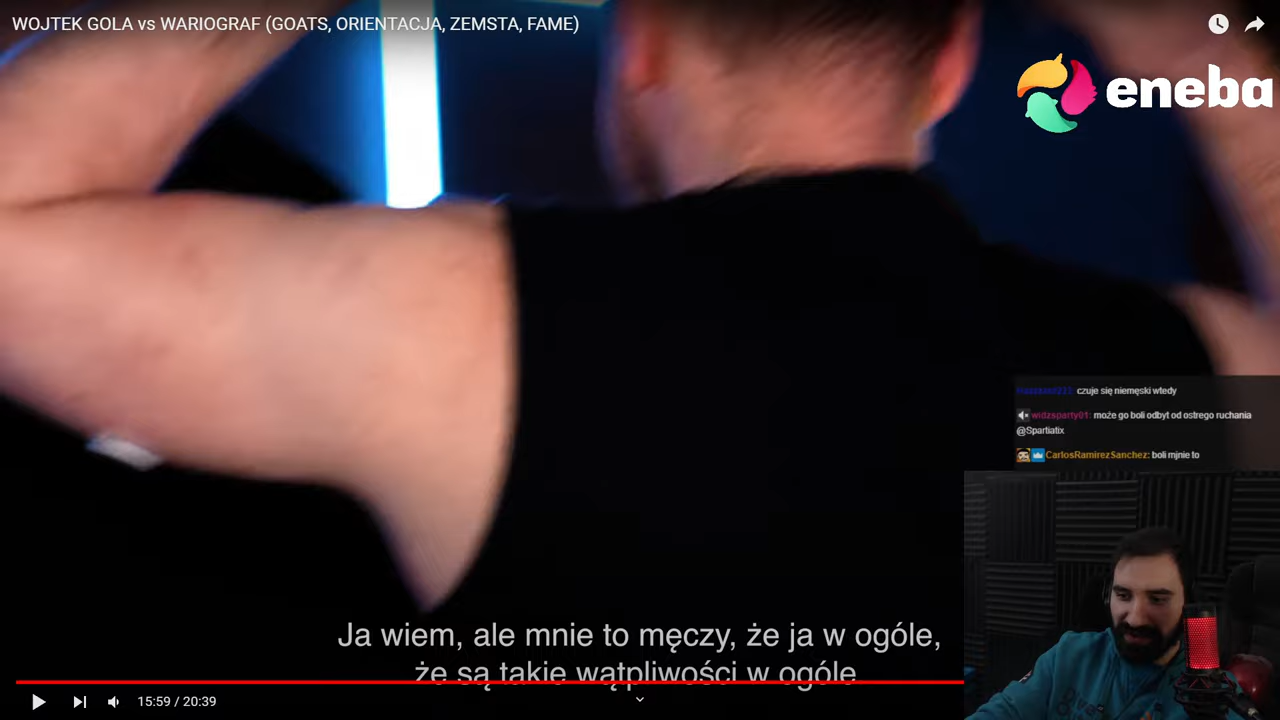 WOJTEK GOLA vs WARIOGRAF (GOATS, ORIENTACJA, ZEMSTA, FAME)
eneba
czuje się niemęski wtedy
widzsparty01: może go boli odbyt od ostrego ruchania
@Spartiatix
CarlosRamirezSanchez: boli mjnie to
Ja wiem, ale mnie to męczy, że ja w ogóle,
że są takie wątpliwości w ogóle
15:59 / 20:39